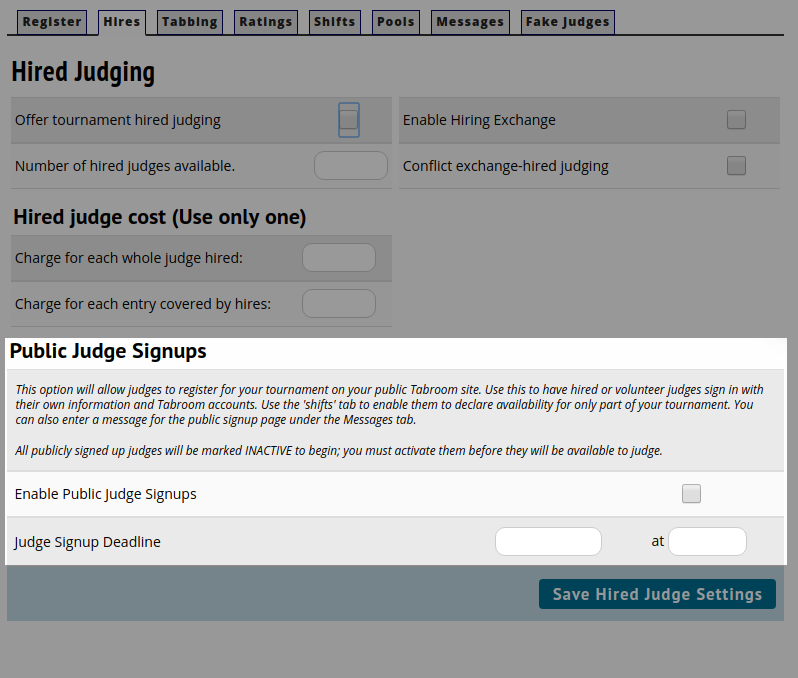 Register Hires Tabbing Ratings Shifts Pools Messages Fake Judges
Hired Judging
Offer tournament hired judging
Enable Hiring Exchange
Number of hired judges available.
Conflict exchange-hired judging
Hired judge cost (Use only one)
Charge for each whole judge hired:
Charge for each entry covered by hires:
Public Judge Signups
This option will allow judges to register for your tournament on your public Tabroom site. Use this to have hired or volunteer judges sign in with
their own information and Tabroom accounts. Use the 'shifts' tab to enable them to declare availability for only part of your tournament. You
can also enter a message for the public signup page under the Messages tab.
All publicly signed up judges will be marked INACTIVE to begin; you must activate them before they will be available to judge.
Enable Public Judge Signups
Judge Signup Deadline at
Save Hired Judge Settings